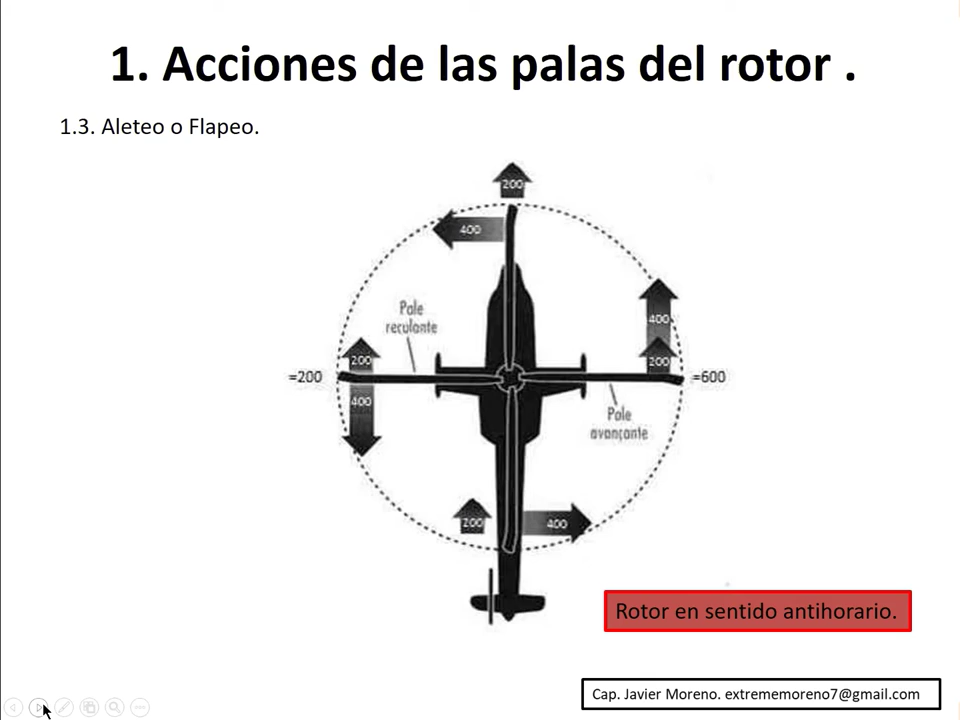 1. Acciones de las palas del rotor .
1.3. Aleteo o Flapeo.
200
400
Pale
reculante
400
200
200
=200
=600
400
Pale
avançante
200
400
Rotor en sentido antihorario.
Cap. Javier Moreno. extrememoreno7@gmail.com